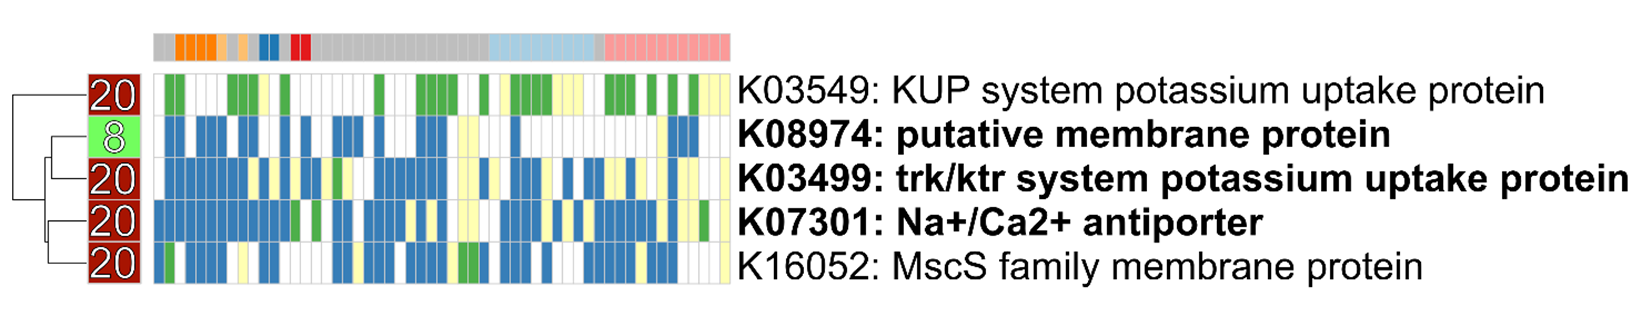 20 K03549: KUP system potassium uptake protein
8 K08974: putative membrane protein
20 K03499: trk/ktr system potassium uptake protein
20 K07301: Na+/Ca2+ antiporter
20 K16052: MscS family membrane protein